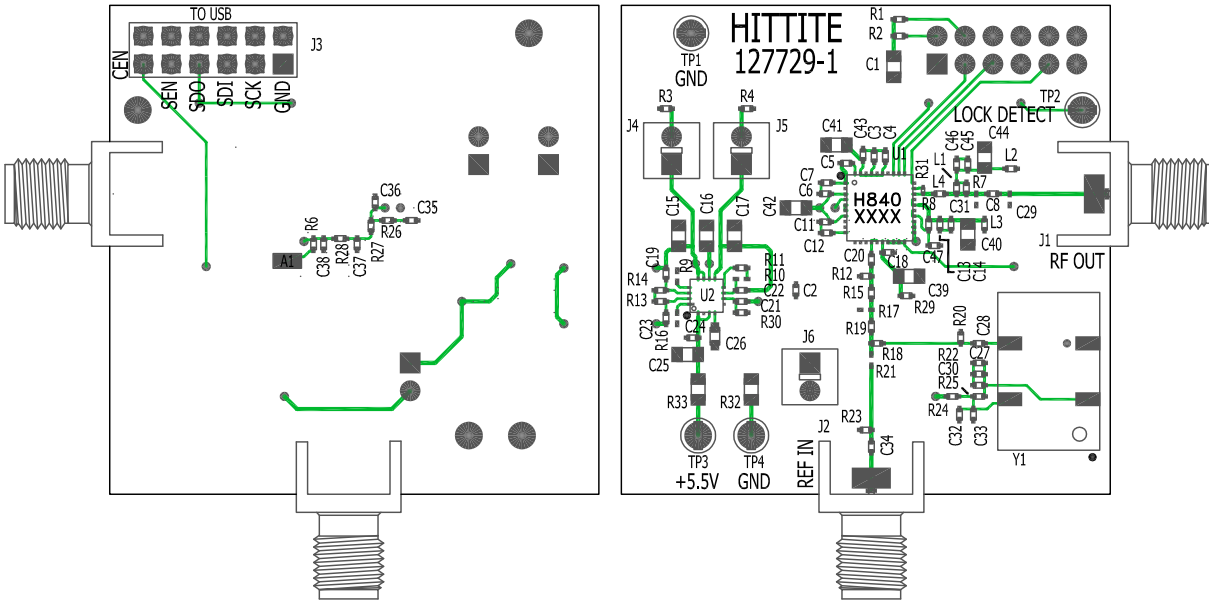 TO USB
J3
CEN
SEN
SDO
SDI
SCK
GND
C36
C35
R26
R27
R6
R28
C38
C37
A1
HITTITE
127729-1
TP1
GND
R1
R2
C1
TP2
LOCK DETECT
R3
R4
J4
J5
C41
C43
C3
C4
U1
C5
C7
C6
C42
C11
C12
H840
XXXX
R31
L1
C46
C45
C44
L2
L4
R7
R8
C31
C8
C29
L3
C40
J1
RF OUT
C47
C13
C14
C15
C16
C17
C19
R9
R11
R10
R14
R13
U2
C22
C21
R30
C23
R16
C24
C25
C26
C2
C20
C18
R12
R15
C39
R29
R17
R19
R18
R21
J6
R20
C28
R22
C27
C30
R25
R24
C32
C33
Y1
R33
R32
TP3
+5.5V
TP4
GND
R23
J2
C34
REF IN